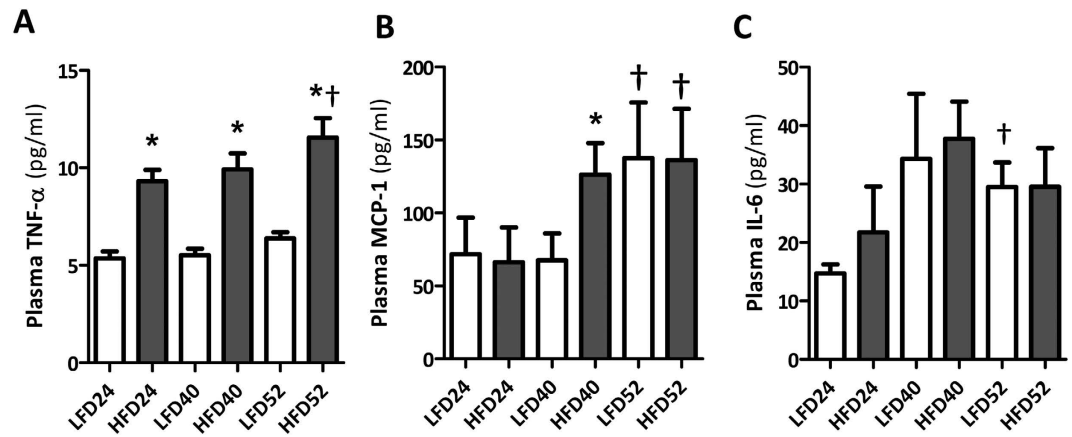 A
Plasma TNF-α (pg/ml)
15
10
5
0
*
*
*†
LFD24
HFD24
LFD40
HFD40
LFD52
HFD52
B
Plasma MCP-1 (pg/ml)
200
150
100
50
0
*
†
†
LFD24
HFD24
LFD40
HFD40
LFD52
HFD52
C
Plasma IL-6 (pg/ml)
50
40
30
20
10
0
†
LFD24
HFD24
LFD40
HFD40
LFD52
HFD52